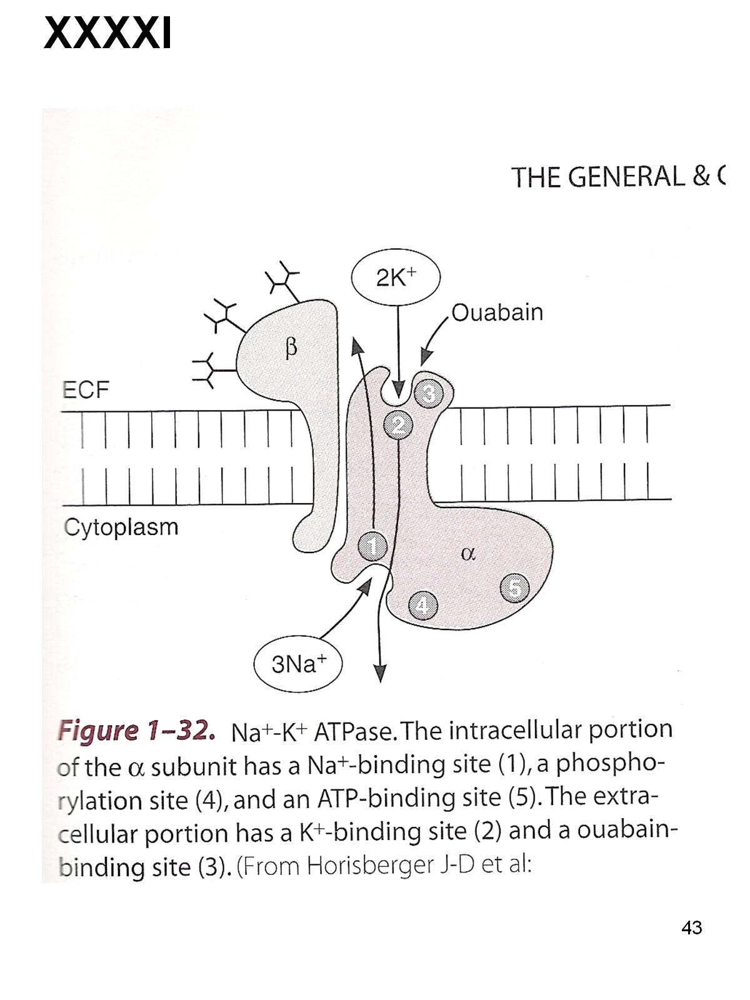 XXXXI
THE GENERAL & C
2K+
Ouabain
β
ECF
3
2
Cytoplasm
1
α
5
4
3Na+
Figure 1–32. Na+-K+ ATPase. The intracellular portion
of the α subunit has a Na+-binding site (1), a phospho-
rylation site (4), and an ATP-binding site (5). The extra-
cellular portion has a K+-binding site (2) and a ouabain-
binding site (3). (From Horisberger J-D et al:
43